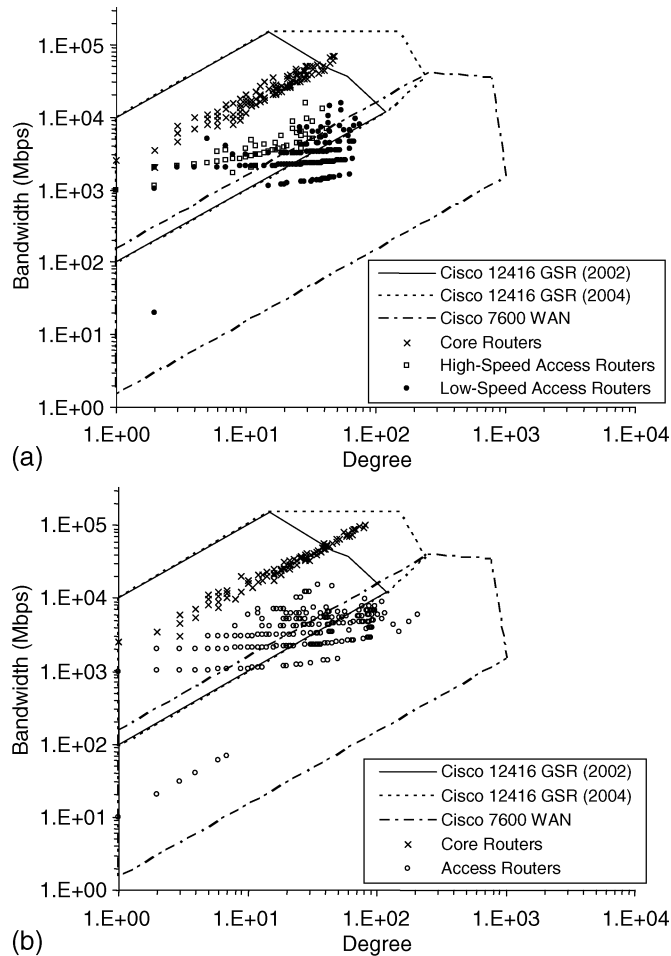 1.E+05
1.E+04
1.E+03
1.E+02
1.E+01
1.E+00
Bandwidth (Mbps)
Cisco 12416 GSR (2002)
Cisco 12416 GSR (2004)
Cisco 7600 WAN
Core Routers
High-Speed Access Routers
Low-Speed Access Routers
1.E+00 1.E+01 1.E+02 1.E+03 1.E+04
Degree
(a)
1.E+05
1.E+04
1.E+03
1.E+02
1.E+01
1.E+00
Bandwidth (Mbps)
Cisco 12416 GSR (2002)
Cisco 12416 GSR (2004)
Cisco 7600 WAN
Core Routers
Access Routers
1.E+00 1.E+01 1.E+02 1.E+03 1.E+04
Degree
(b)